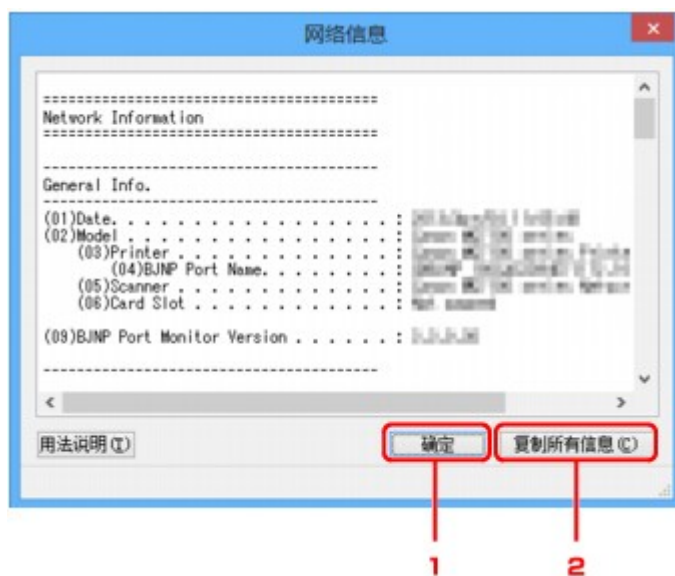 网络信息
========================================
Network Information
========================================
----------------------------------------
General Info.
----------------------------------------
(01)Date. . . . . . . . . . . . . . . . . :
(02)Model . . . . . . . . . . . . . . . . :
(03)Printer . . . . . . . . . . . . . :
(04)BJNP Port Name. . . . . . . . :
(05)Scanner . . . . . . . . . . . . . :
(06)Card Slot . . . . . . . . . . . . :
(09)BJNP Port Monitor Version . . . . . . :
----------------------------------------
用法说明(T) 确定 复制所有信息(C)
1 2